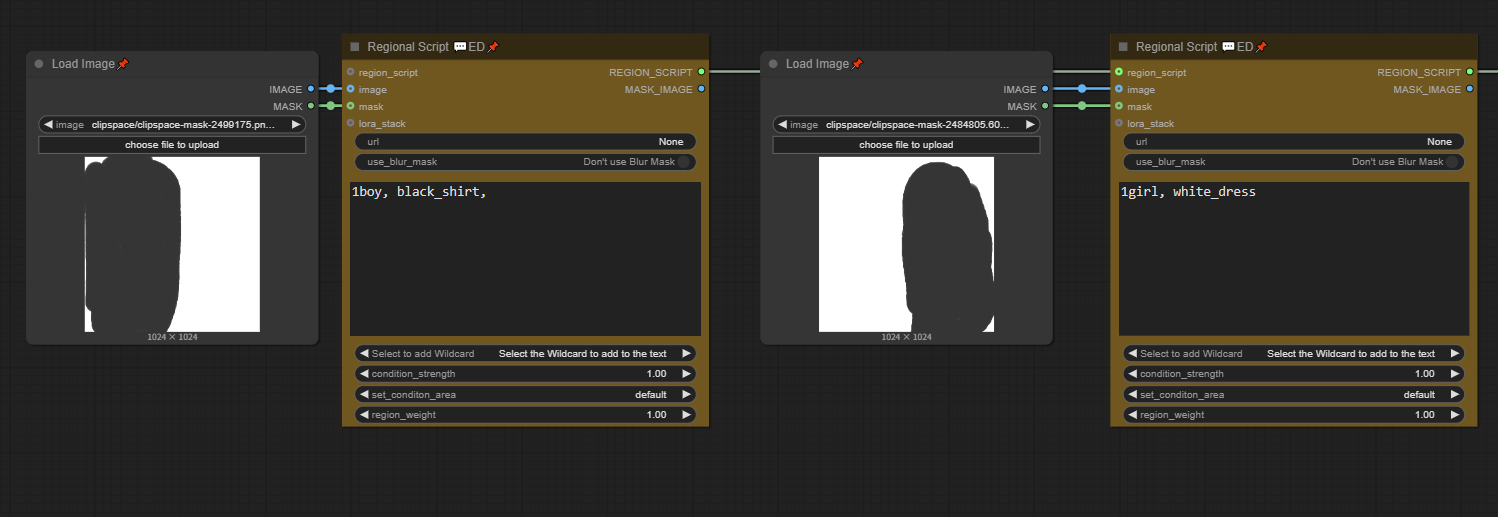 Load Image
IMAGE
MASK
image clipspace/clipspace-mask-2499175.pn...
choose file to upload
1024 × 1024
Regional Script ED
region_script REGION_SCRIPT
image MASK_IMAGE
mask
lora_stack
url None
use_blur_mask Don't use Blur Mask
1boy, black_shirt,
Select to add Wildcard Select the Wildcard to add to the text
condition_strength 1.00
set_conditon_area default
region_weight 1.00
Load Image
IMAGE
MASK
image clipspace/clipspace-mask-2484805.60...
choose file to upload
1024 × 1024
Regional Script ED
region_script REGION_SCRIPT
image MASK_IMAGE
mask
lora_stack
url None
use_blur_mask Don't use Blur Mask
1girl, white_dress
Select to add Wildcard Select the Wildcard to add to the text
condition_strength 1.00
set_conditon_area default
region_weight 1.00